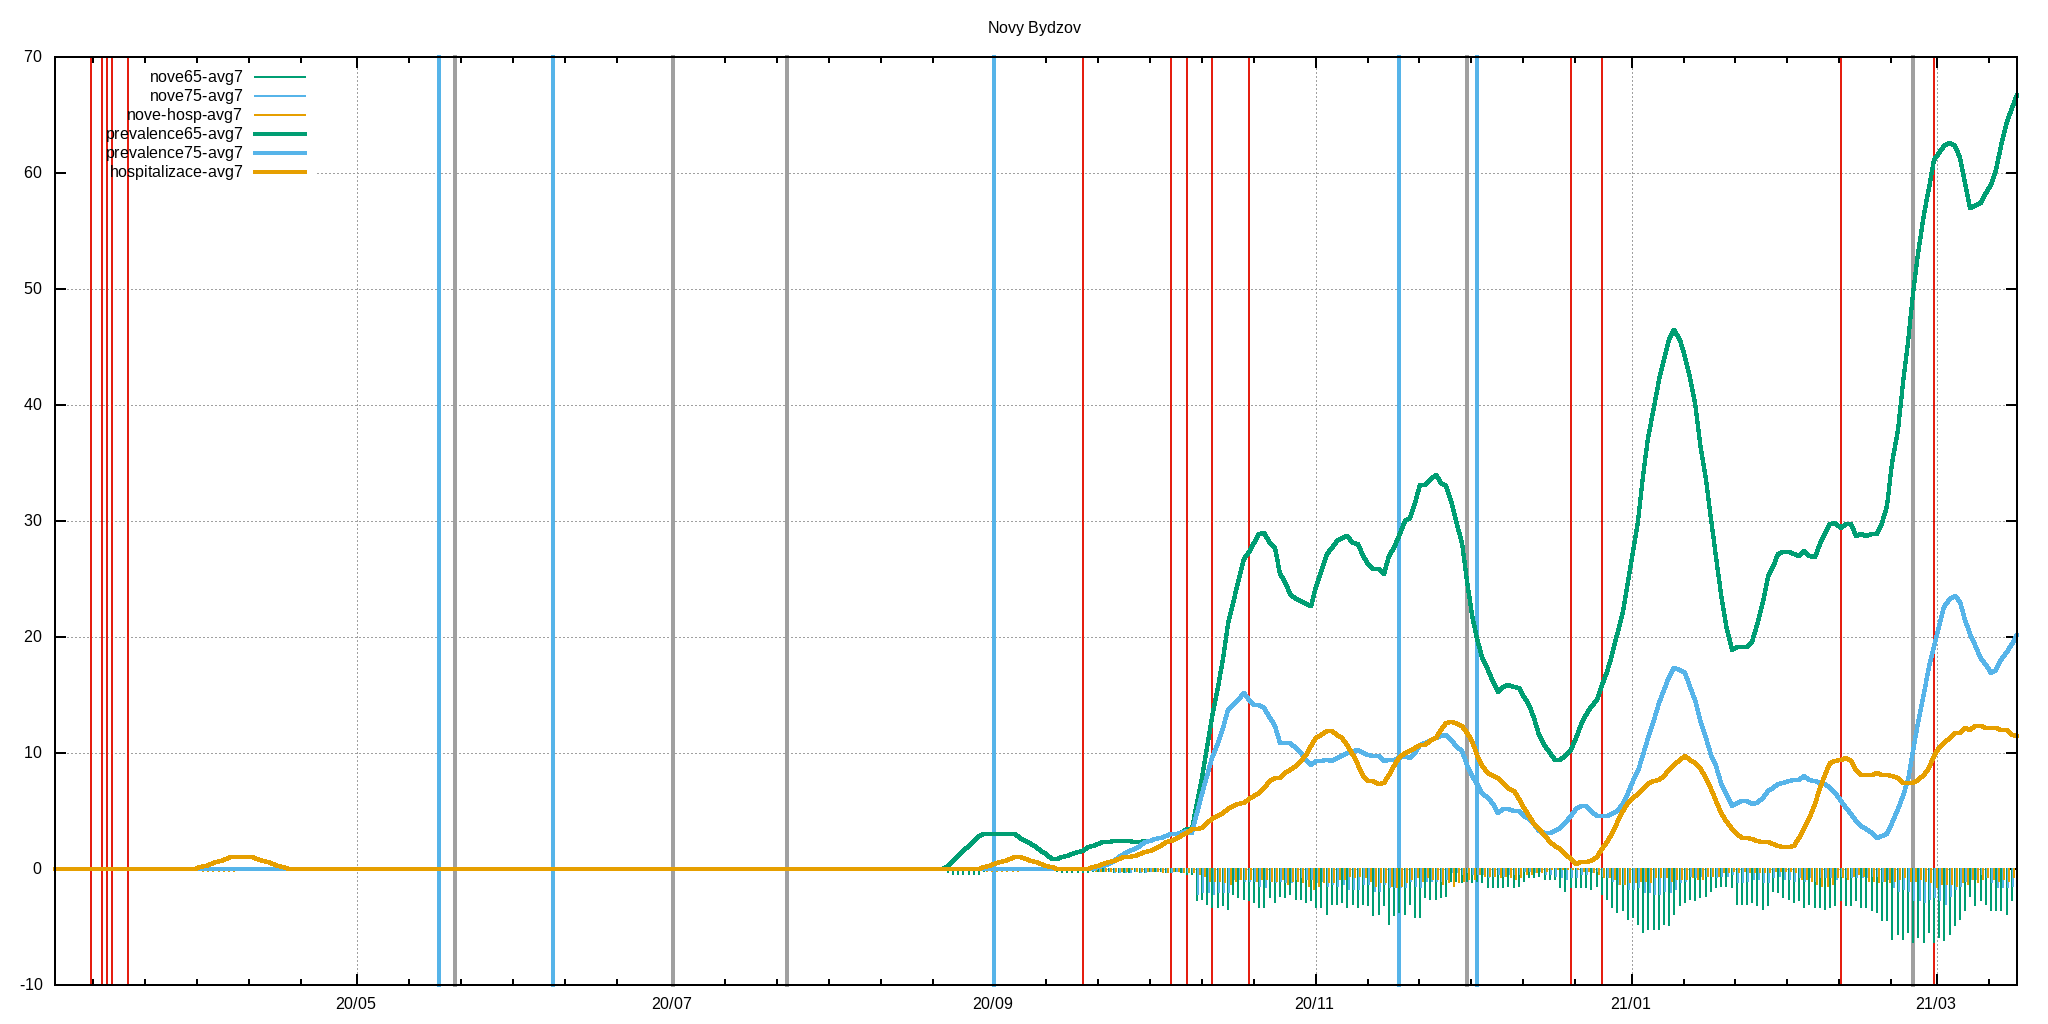 Novy Bydzov
70
60
50
40
30
20
10
0
-10
nove65-avg7
nove75-avg7
nove-hosp-avg7
prevalence65-avg7
prevalence75-avg7
hospitalizace-avg7
20/05
20/07
20/09
20/11
21/01
21/03